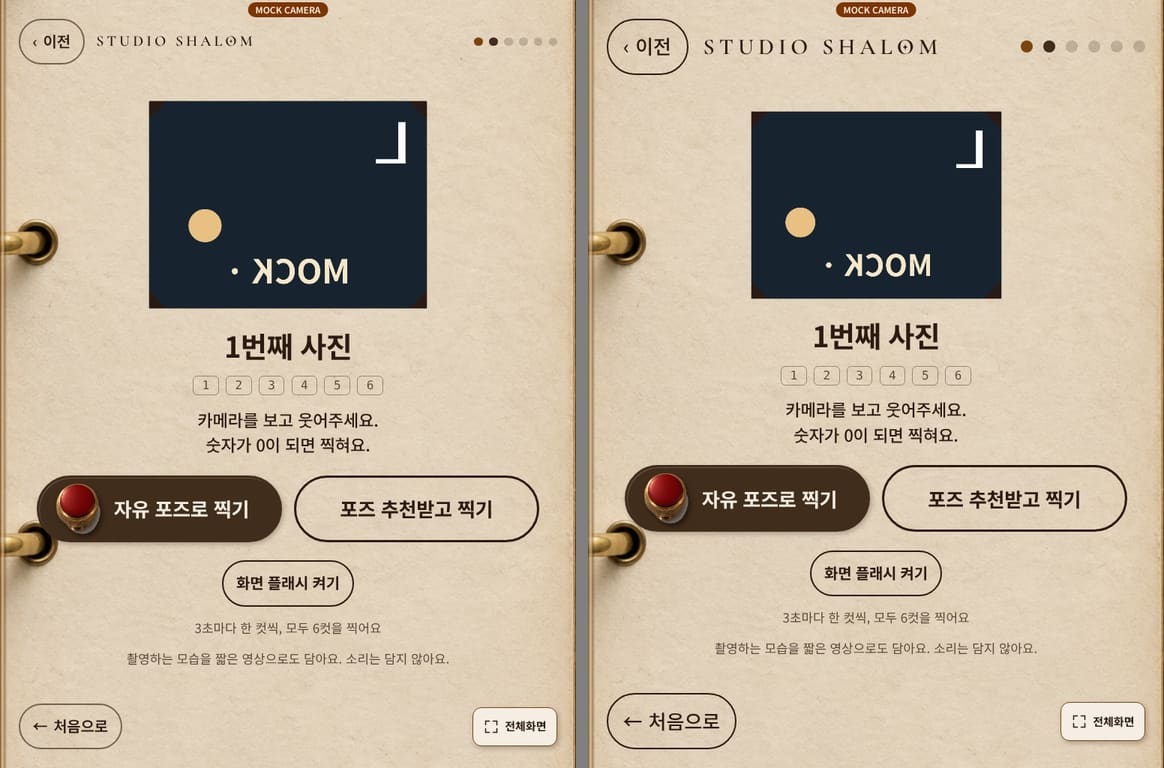 MOCK CAMERA
‹ 이전 STUDIO SHALOM
MOCK ·
1번째 사진
1 2 3 4 5 6
카메라를 보고 웃어주세요.
숫자가 0이 되면 찍혀요.
자유 포즈로 찍기
포즈 추천받고 찍기
화면 플래시 켜기
3초마다 한 컷씩, 모두 6컷을 찍어요
촬영하는 모습을 짧은 영상으로도 담아요. 소리는 담지 않아요.
← 처음으로
전체화면
MOCK CAMERA
‹ 이전 STUDIO SHALOM
MOCK ·
1번째 사진
1 2 3 4 5 6
카메라를 보고 웃어주세요.
숫자가 0이 되면 찍혀요.
자유 포즈로 찍기
포즈 추천받고 찍기
화면 플래시 켜기
3초마다 한 컷씩, 모두 6컷을 찍어요
촬영하는 모습을 짧은 영상으로도 담아요. 소리는 담지 않아요.
← 처음으로
전체화면